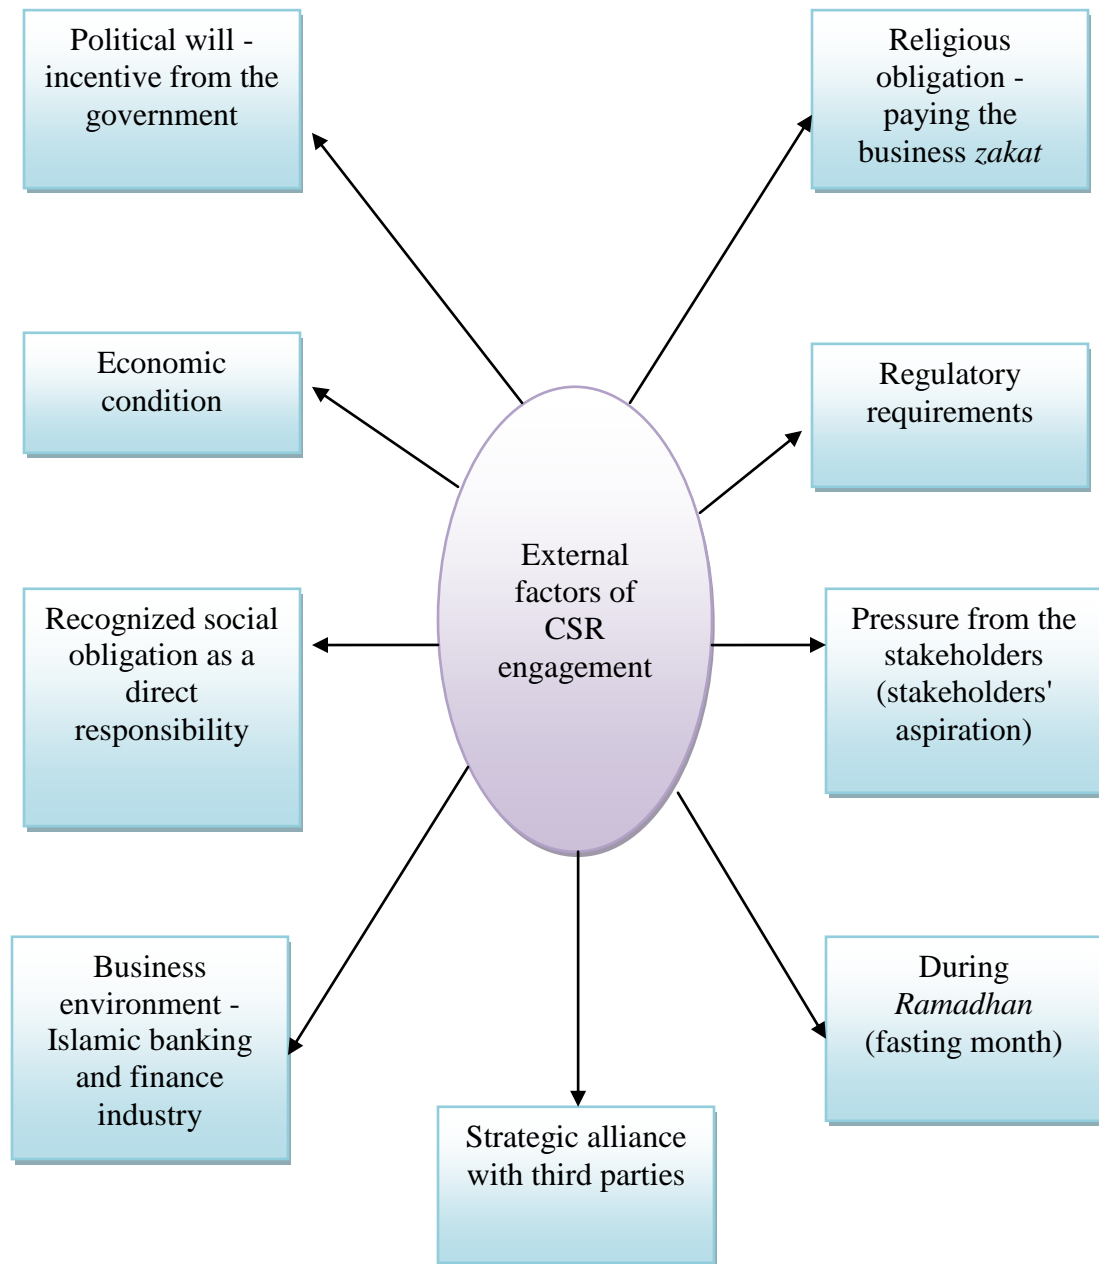 Political will -
incentive from the
government
Religious
obligation -
paying the
business zakat
Economic
condition
Regulatory
requirements
External
factors of
CSR
engagement
Recognized social
obligation as a
direct
responsibility
Pressure from the
stakeholders
(stakeholders'
aspiration)
Business
environment -
Islamic banking
and finance
industry
During
Ramadhan
(fasting month)
Strategic alliance
with third parties